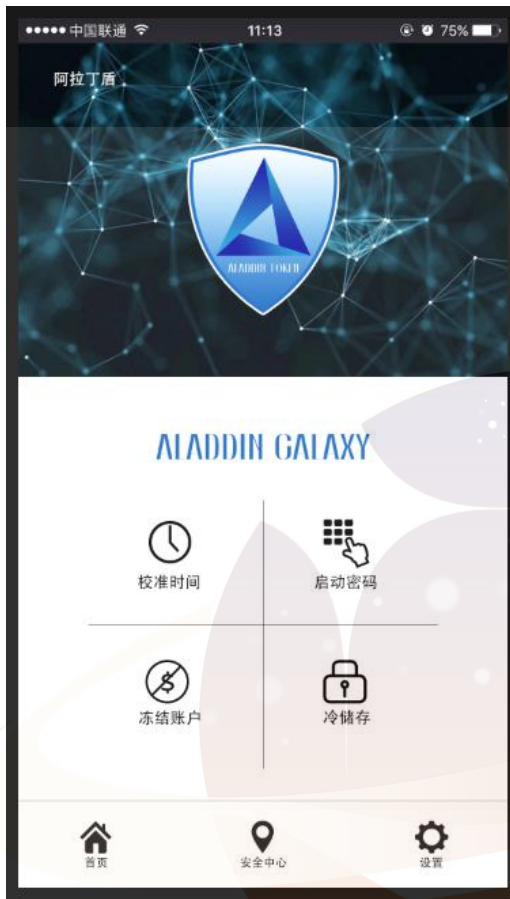 中国联通 11:13 75%
阿拉丁盾
ALADDIN TOKEN
ALADDIN GALAXY
校准时间 启动密码
冻结账户 冷储存
首页 安全中心 设置